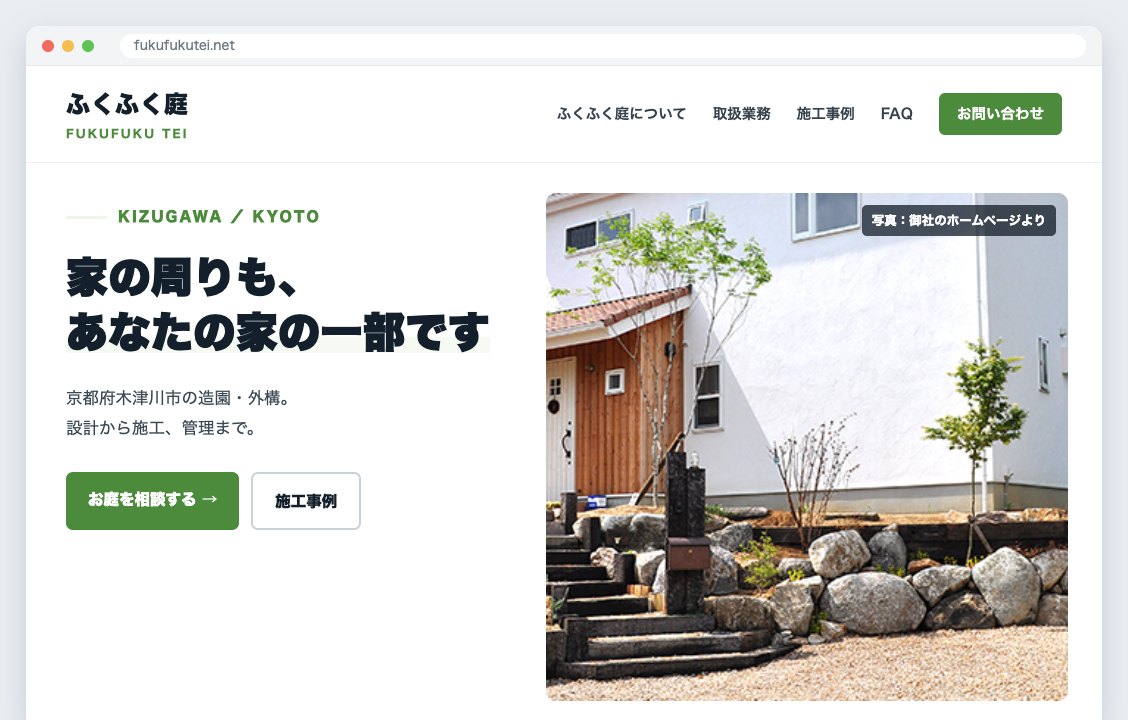 fukufukutei.net
ふくふく庭
FUKUFUKU TEI
ふくふく庭について
取扱業務
施工事例
FAQ
お問い合わせ
KIZUGAWA ／ KYOTO
家の周りも、
あなたの家の一部です
京都府木津川市の造園・外構。
設計から施工、管理まで。
お庭を相談する →
施工事例
写真：御社のホームページより